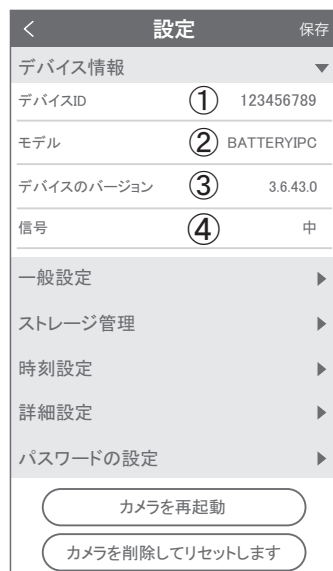 設定 保存
デバイス情報
デバイスID ① 123456789
モデル ② BATTERYIPC
デバイスのバージョン ③ 3.6.43.0
信号 ④ 中
一般設定
ストレージ管理
時刻設定
詳細設定
パスワードの設定
カメラを再起動
カメラを削除してリセットします